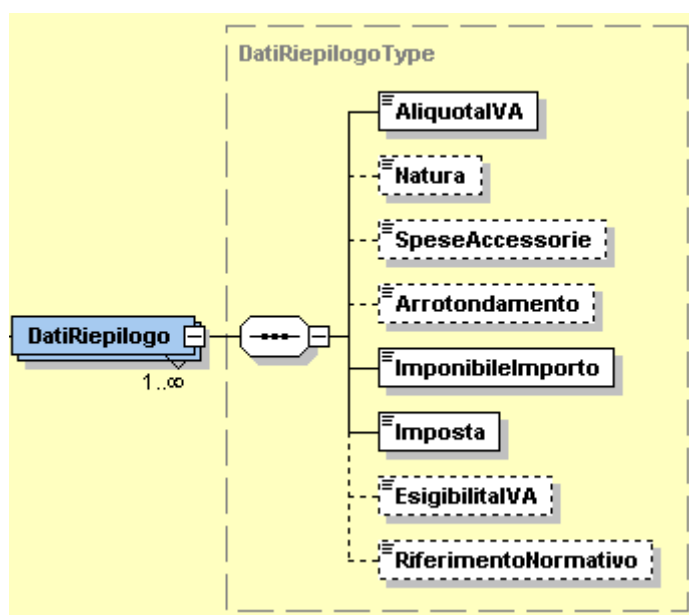 DatiRiepilogoType
AliquotaIVA
Natura
SpeseAccessorie
Arrotondamento
DatiRiepilogo
1..∞
ImponibileImporto
Imposta
EsigibilitaIVA
RiferimentoNormativo